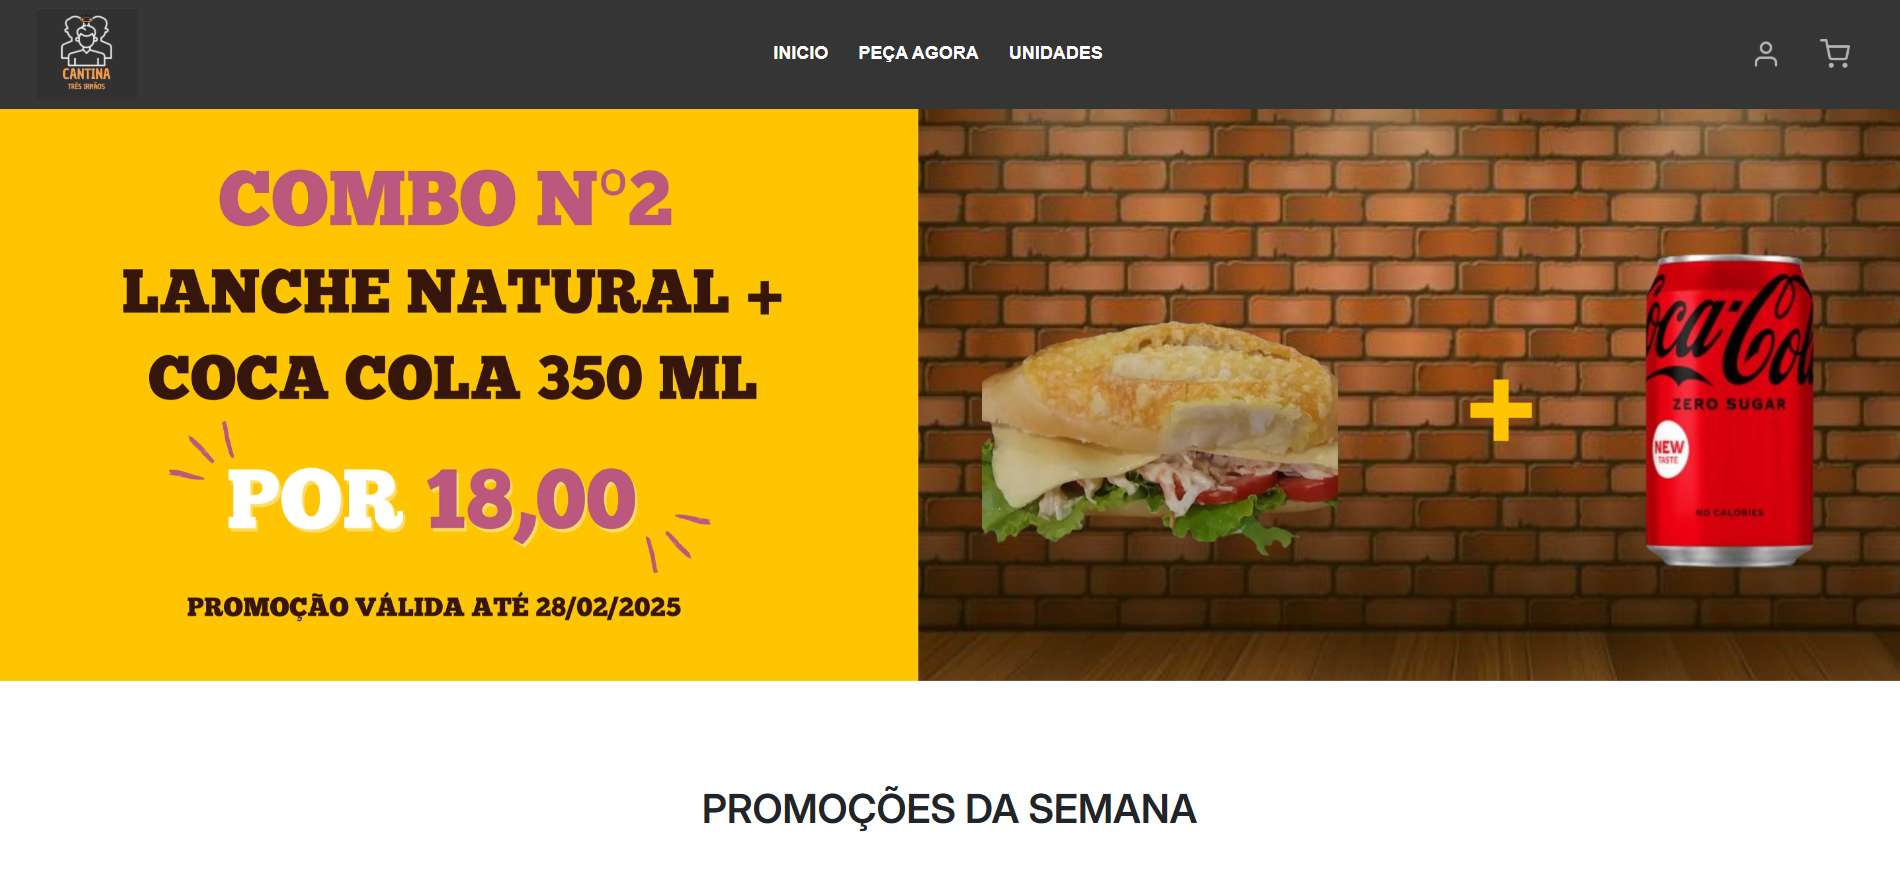 CANTINA
TRÊS IRMÃOS
INICIO PEÇA AGORA UNIDADES
COMBO Nº2
LANCHE NATURAL +
COCA COLA 350 ML
POR 18,00
PROMOÇÃO VÁLIDA ATÉ 28/02/2025
+
Coca-Cola
ZERO SUGAR
NEW
TASTE
NO CALORIES
PROMOÇÕES DA SEMANA